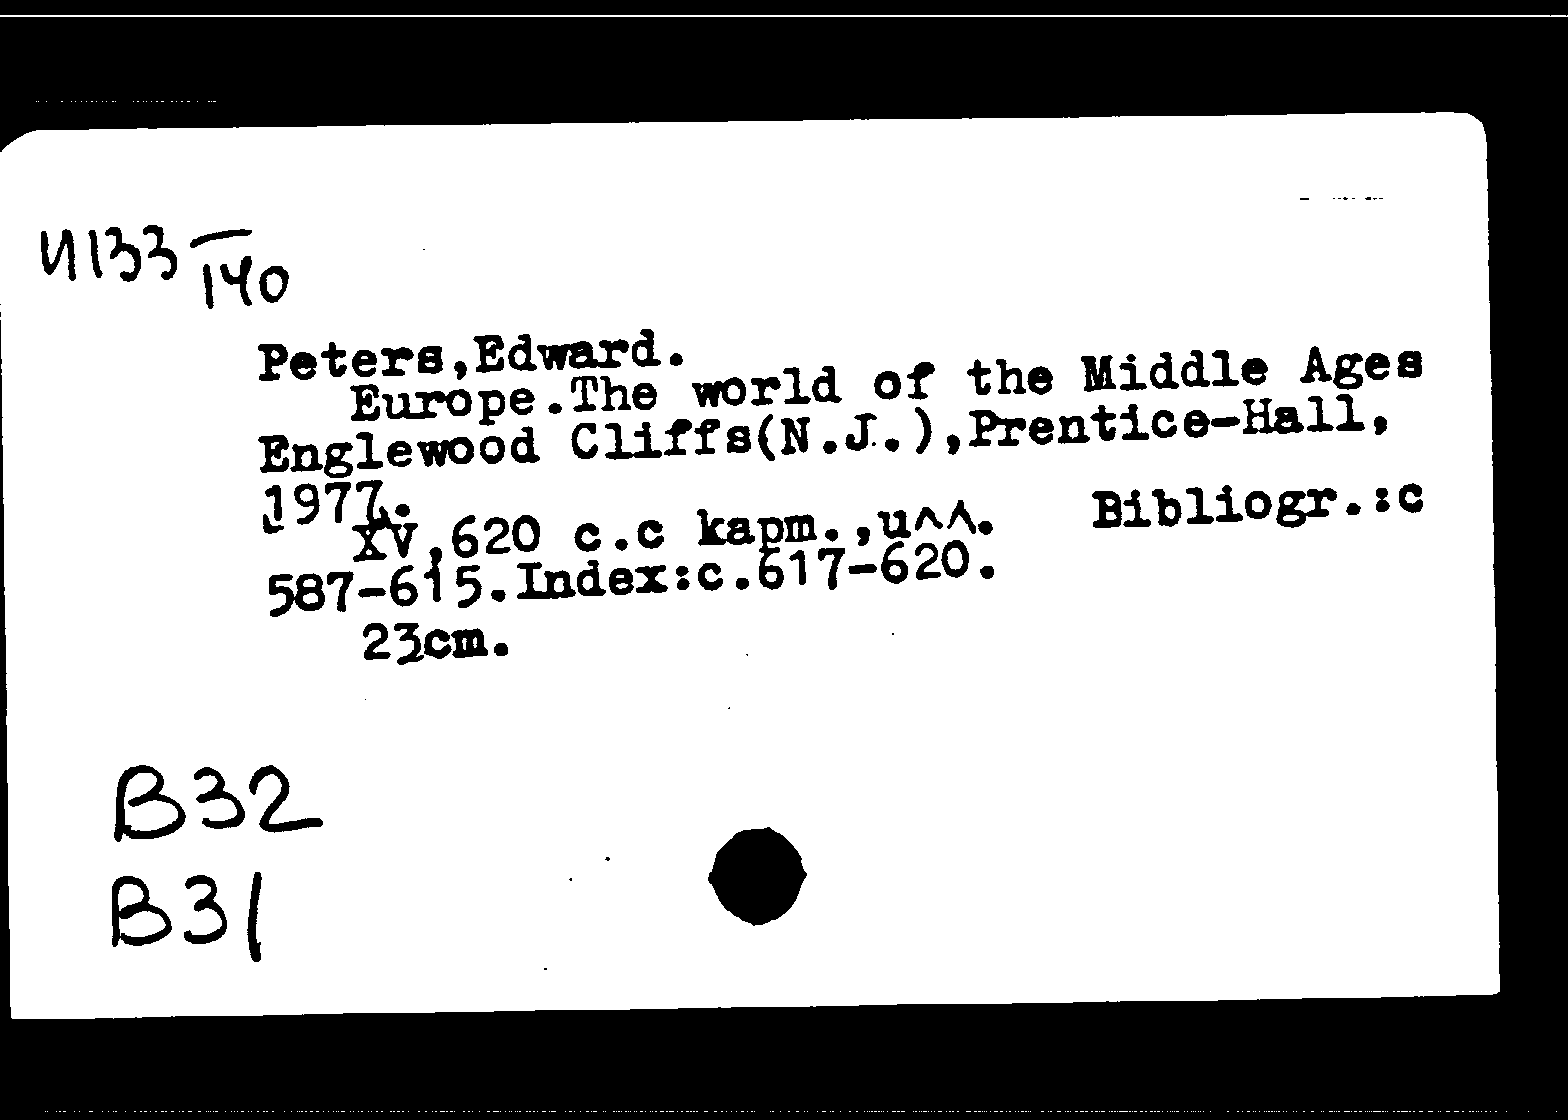 И133
140
Peters,Edward.
Europe.The world of the Middle Ages
Englewood Cliffs(N.J.),Prentice-Hall,
1977.
XV,620 c.c kapm.,u^^. Bibliogr.:c
587-615.Index:c.617-620.
23cm.
B32
B31